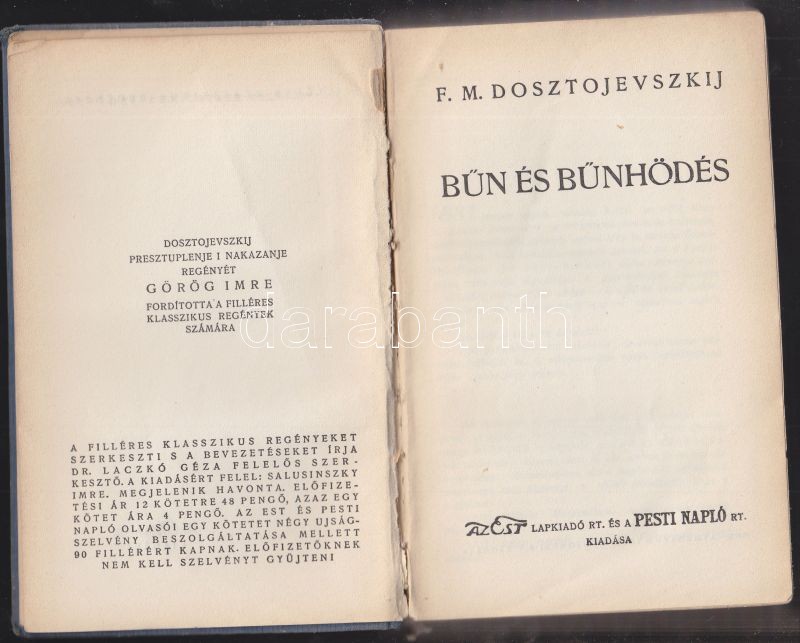 DOSZTOJEVSZKIJ
PRESZTUPLENJE I NAKAZANJE
REGÉNYÉT
GÖRÖG IMRE
FORDÍTOTTA A FILLÉRES
KLASSZIKUS REGÉNYEK
SZÁMÁRA
A FILLÉRES KLASSZIKUS REGÉNYEKET
SZERKESZTI S A BEVEZETÉSEKET ÍRJA
DR. LACZKÓ GÉZA FELELŐS SZER-
KESZTŐ. A KIADÁSÉRT FELEL: SALUSINSZKY
IMRE. MEGJELENIK HAVONTA. ELŐFIZE-
TÉSI ÁR 12 KÖTETRE 48 PENGŐ, AZAZ EGY
KÖTET ÁRA 4 PENGŐ. AZ EST ÉS PESTI
NAPLÓ OLVASÓI EGY KÖTETET NÉGY UJSÁG-
SZELVÉNY BESZOLGÁLTATÁSA MELLETT
90 FILLÉRÉRT KAPNAK. ELŐFIZETŐKNEK
NEM KELL SZELVÉNYT GYÜJTENI
F. M. DOSZTOJEVSZKIJ
BŰN ÉS BŰNHÖDÉS
AZ EST LAPKIADÓ RT. ÉS A PESTI NAPLÓ RT.
KIADÁSA
darabanth